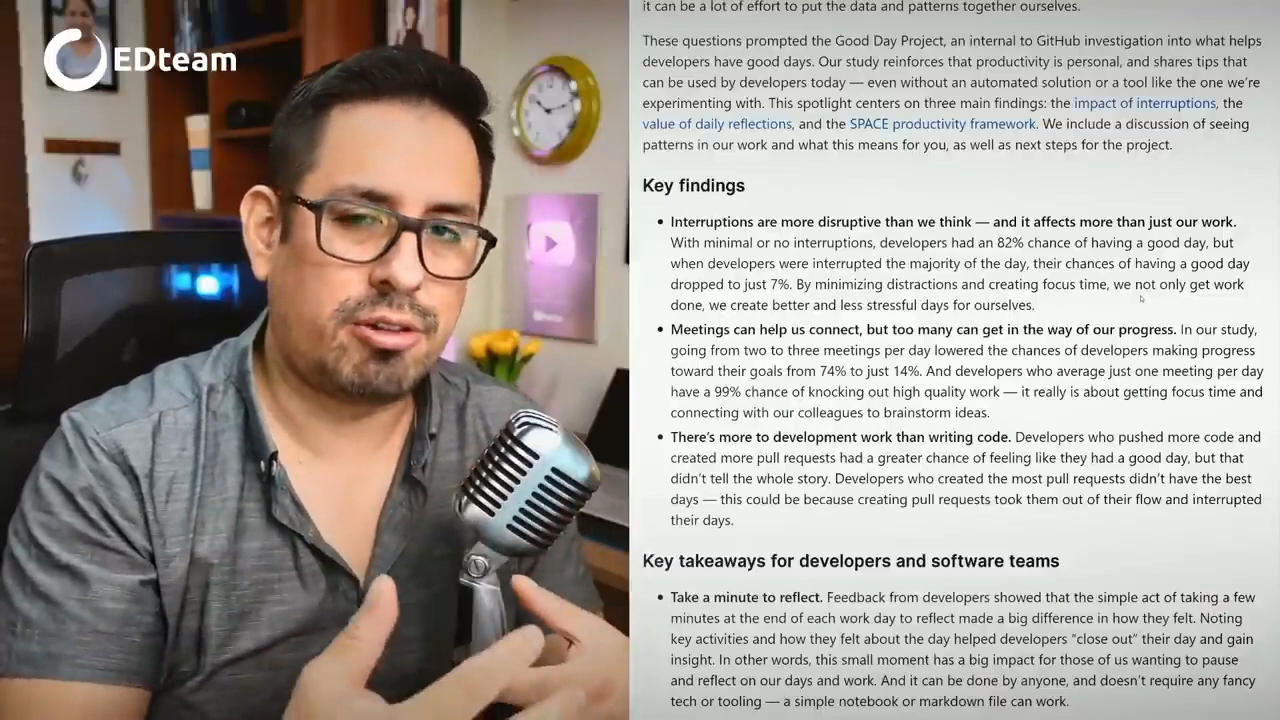 EDteam
it can be a lot of effort to put the data and patterns together ourselves.
These questions prompted the Good Day Project, an internal to GitHub investigation into what helps
developers have good days. Our study reinforces that productivity is personal, and shares tips that
can be used by developers today — even without an automated solution or a tool like the one we're
experimenting with. This spotlight centers on three main findings: the impact of interruptions, the
value of daily reflections, and the SPACE productivity framework. We include a discussion of seeing
patterns in our work and what this means for you, as well as next steps for the project.
Key findings
• Interruptions are more disruptive than we think — and it affects more than just our work.
With minimal or no interruptions, developers had an 82% chance of having a good day, but
when developers were interrupted the majority of the day, their chances of having a good day
dropped to just 7%. By minimizing distractions and creating focus time, we not only get work
done, we create better and less stressful days for ourselves.
• Meetings can help us connect, but too many can get in the way of our progress. In our study,
going from two to three meetings per day lowered the chances of developers making progress
toward their goals from 74% to just 14%. And developers who average just one meeting per day
have a 99% chance of knocking out high quality work — it really is about getting focus time and
connecting with our colleagues to brainstorm ideas.
• There's more to development work than writing code. Developers who pushed more code and
created more pull requests had a greater chance of feeling like they had a good day, but that
didn't tell the whole story. Developers who created the most pull requests didn't have the best
days — this could be because creating pull requests took them out of their flow and interrupted
their days.
Key takeaways for developers and software teams
• Take a minute to reflect. Feedback from developers showed that the simple act of taking a few
minutes at the end of each work day to reflect made a big difference in how they felt. Noting
key activities and how they felt about the day helped developers “close out” their day and gain
insight. In other words, this small moment has a big impact for those of us wanting to pause
and reflect on our days and work. And it can be done by anyone, and doesn't require any fancy
tech or tooling — a simple notebook or markdown file can work.